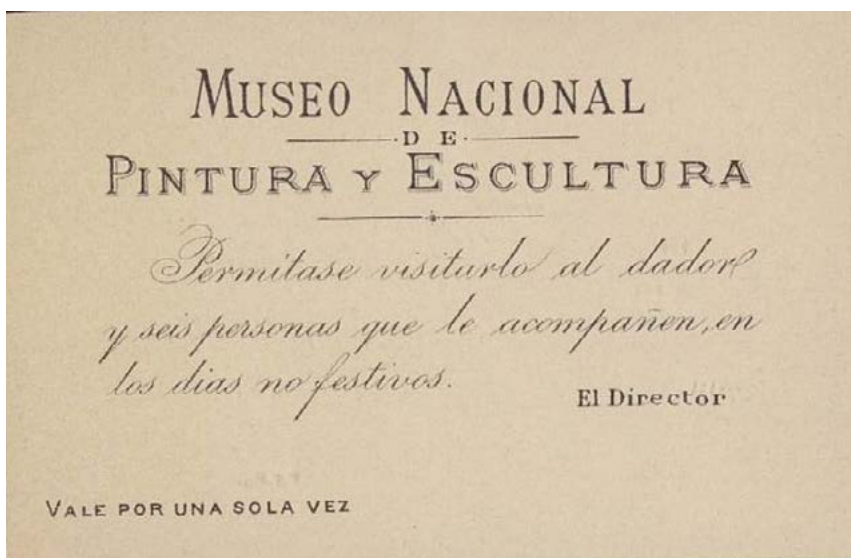 MUSEO NACIONAL
DE
PINTURA Y ESCULTURA
Permitase visitarlo al dador
y seis personas que le acompañen, en
los dias no festivos.
El Director
VALE POR UNA SOLA VEZ